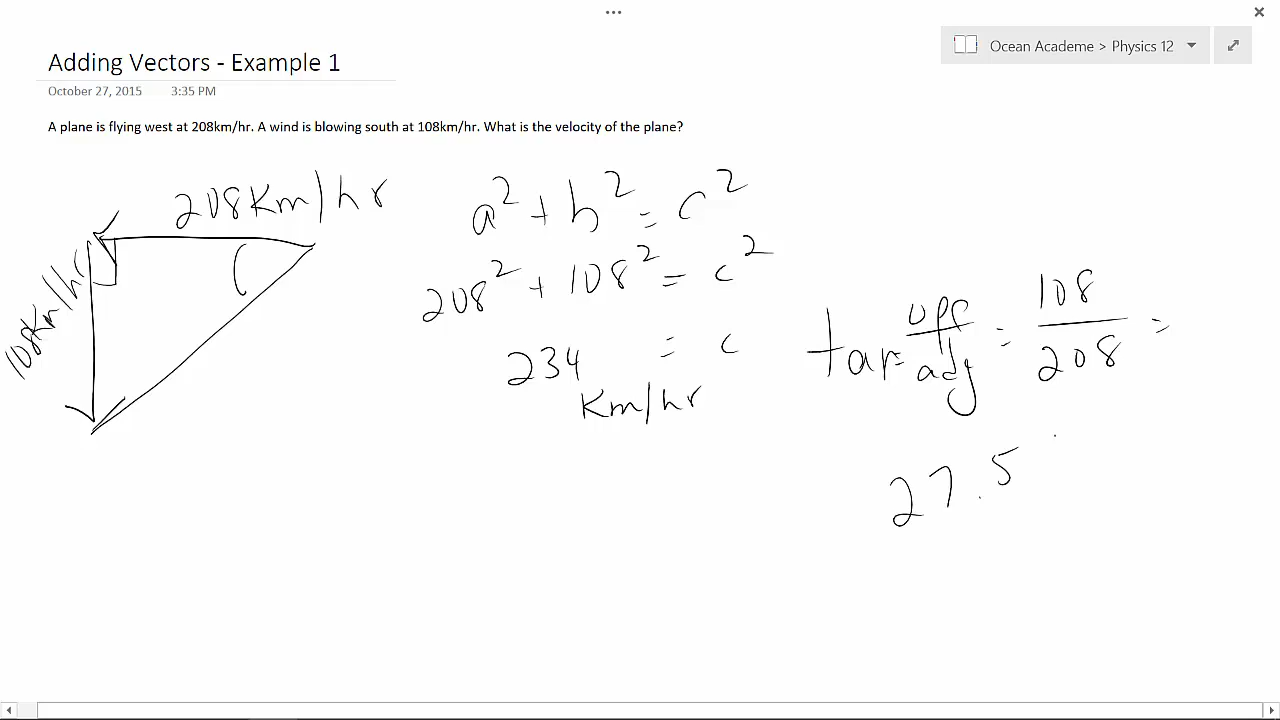 Ocean Academe > Physics 12
Adding Vectors - Example 1
October 27, 2015 3:35 PM
A plane is flying west at 208km/hr. A wind is blowing south at 108km/hr. What is the velocity of the plane?
208Km/hr
108Km/hr
a² + b² = c²
208² + 108² = c²
234 = c
Km/hr
tan = opp/adj = 108/208 =
27.5